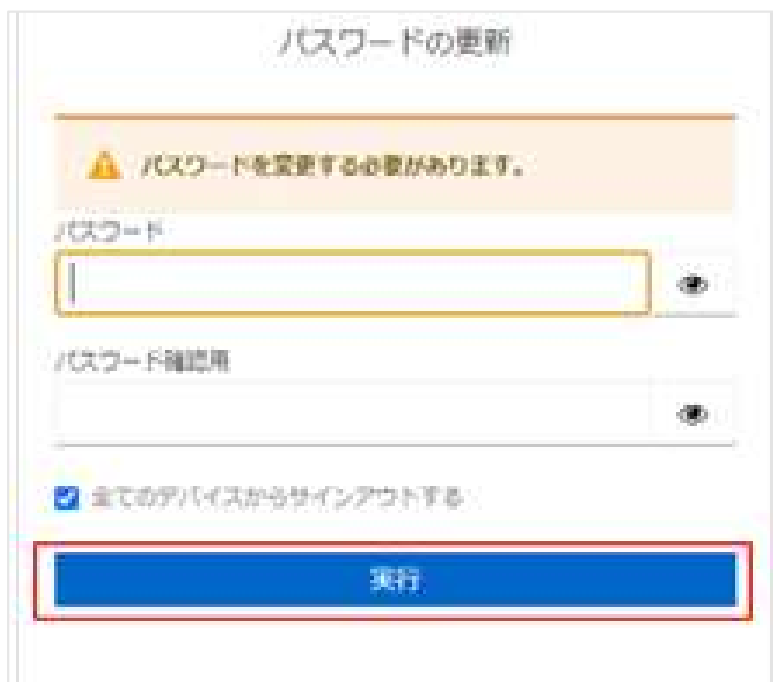 パスワードの更新
パスワードを変更する必要があります。
パスワード
パスワード確認用
全てのデバイスからサインアウトする
実行